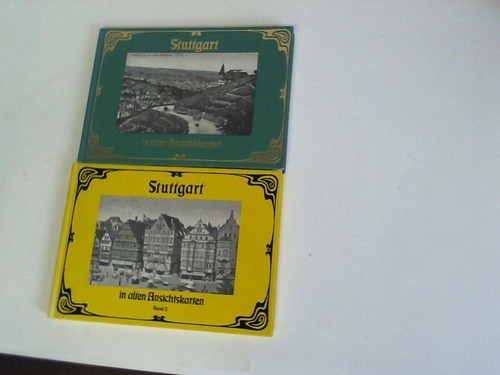 Stuttgart
in alten Ansichtskarten
Stuttgart
in alten Ansichtskarten
Band 2